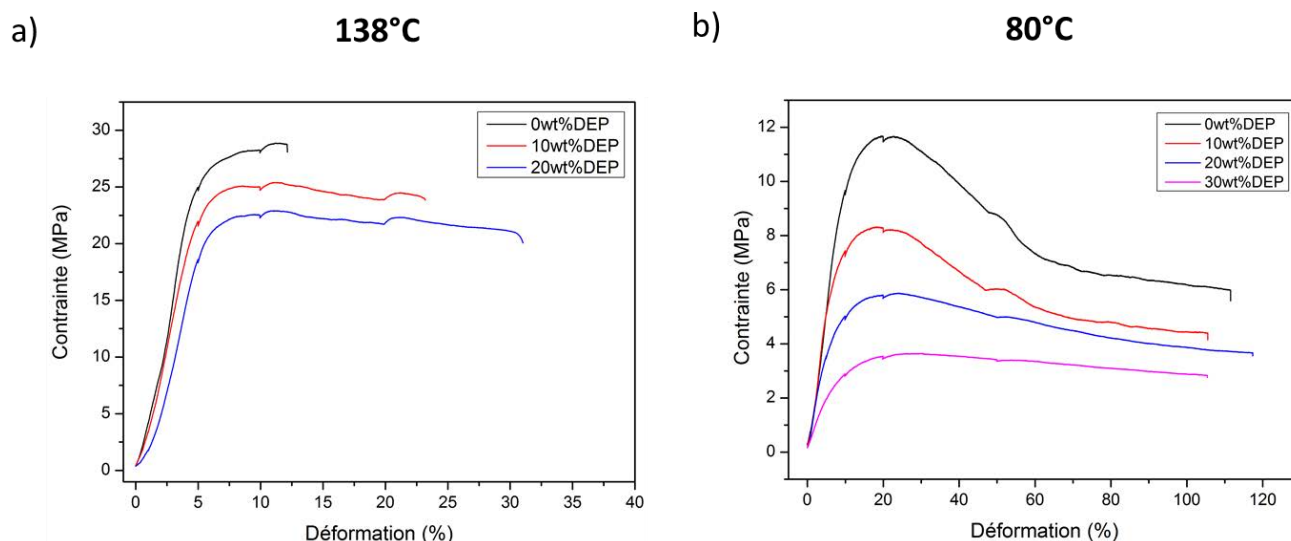 a)
138°C
Contrainte (MPa)
30
25
20
15
10
5
0
0wt%DEP
10wt%DEP
20wt%DEP
0 5 10 15 20 25 30 35 40
Déformation (%)
b)
80°C
Contrainte (MPa)
12
10
8
6
4
2
0
0wt%DEP
10wt%DEP
20wt%DEP
30wt%DEP
0 20 40 60 80 100 120
Déformation (%)